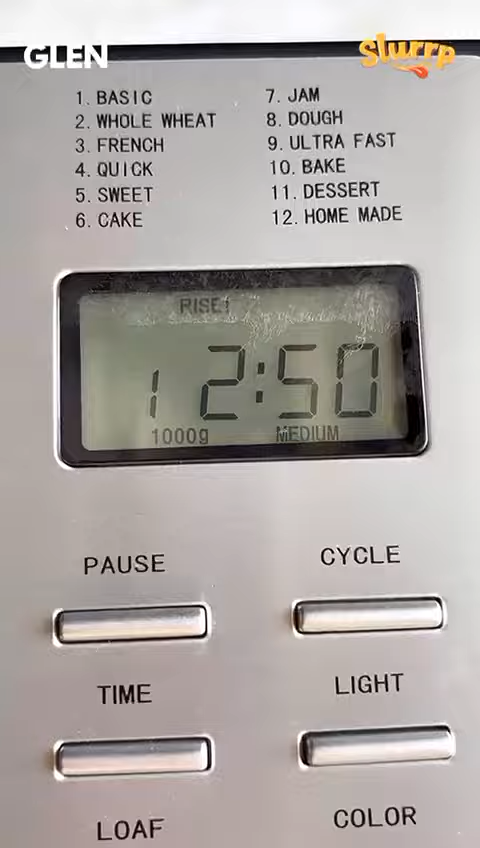 GLEN
Slurrp
1. BASIC
2. WHOLE WHEAT
3. FRENCH
4. QUICK
5. SWEET
6. CAKE
7. JAM
8. DOUGH
9. ULTRA FAST
10. BAKE
11. DESSERT
12. HOME MADE
RISE1
1 2:50
1000g MEDIUM
PAUSE CYCLE
TIME LIGHT
LOAF COLOR